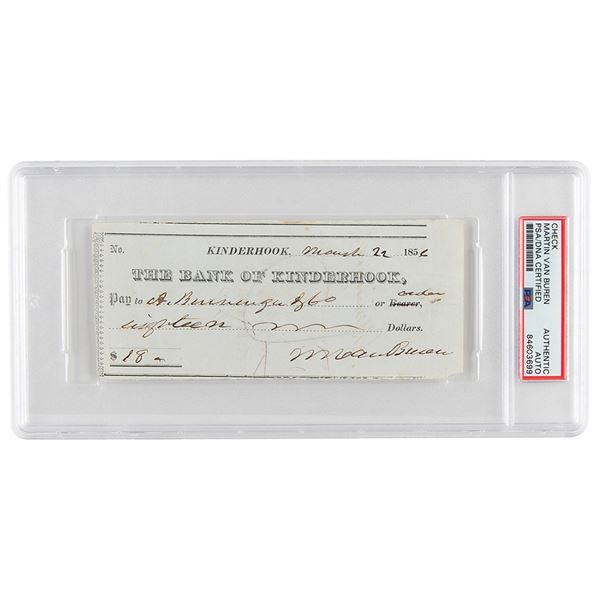 No. KINDERHOOK, March 22 1856
THE BANK OF KINDERHOOK,
Pay to A. & Co or Bearer, order
eighteen Dollars.
$ 18
M Van Buren
CHECK
MARTIN VAN BUREN
PSA/DNA CERTIFIED
PSA
AUTHENTIC
AUTO
84603699